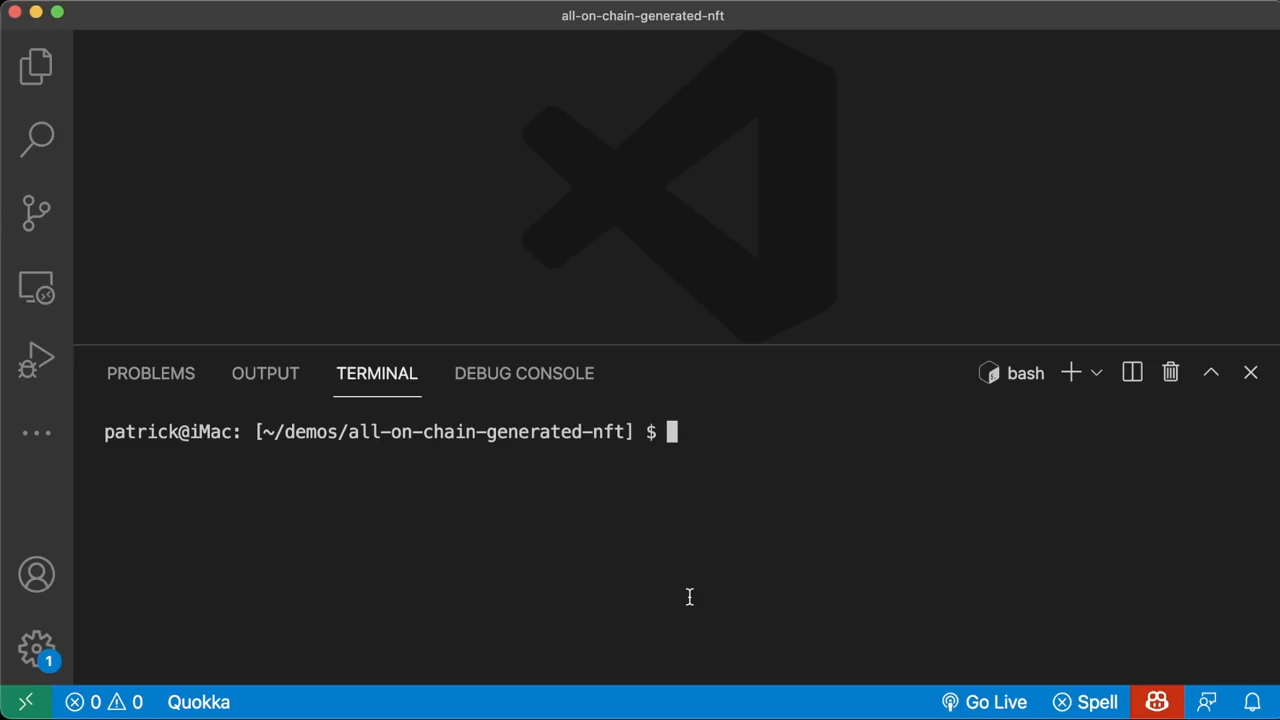 all-on-chain-generated-nft
PROBLEMS OUTPUT TERMINAL DEBUG CONSOLE bash
patrick@iMac: [~/demos/all-on-chain-generated-nft] $
1
0 0 Quokka Go Live Spell